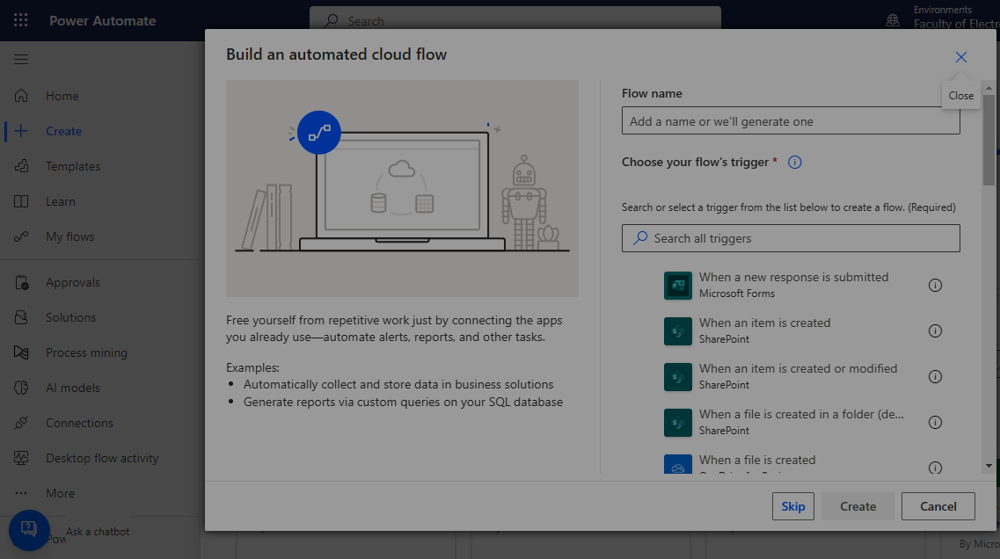 Power Automate
Search
Environments
Faculty of Electr
Home
Create
Templates
Learn
My flows
Approvals
Solutions
Process mining
AI models
Connections
Desktop flow activity
More
Ask a chatbot
Build an automated cloud flow
Close
Free yourself from repetitive work just by connecting the apps
you already use—automate alerts, reports, and other tasks.
Examples:
• Automatically collect and store data in business solutions
• Generate reports via custom queries on your SQL database
Flow name
Add a name or we'll generate one
Choose your flow's trigger *
Search or select a trigger from the list below to create a flow. (Required)
Search all triggers
When a new response is submitted
Microsoft Forms
When an item is created
SharePoint
When an item is created or modified
SharePoint
When a file is created in a folder (de...
SharePoint
When a file is created
Skip
Create
Cancel
By Micro